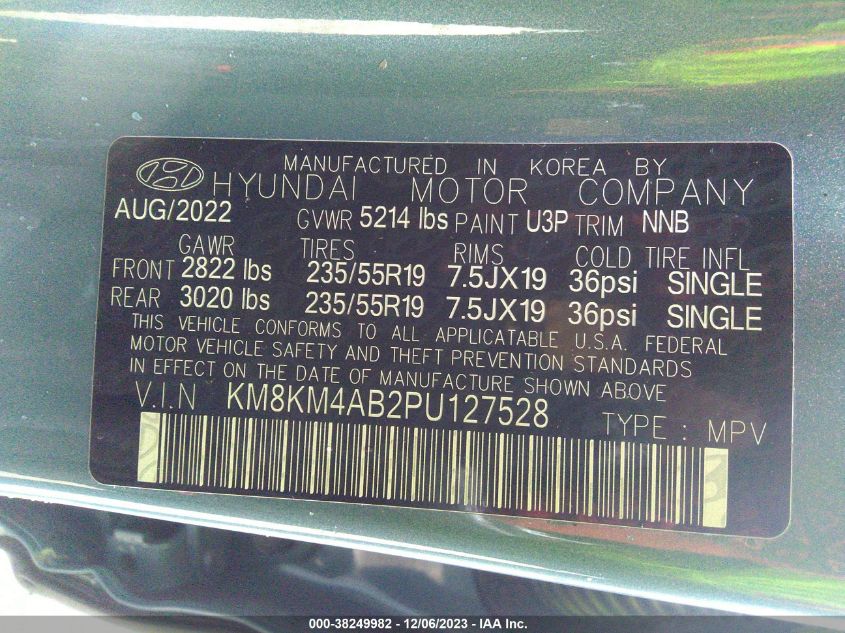 MANUFACTURED IN KOREA BY
HYUNDAI MOTOR COMPANY
AUG/2022 GVWR 5214 lbs PAINT U3P TRIM NNB
GAWR TIRES RIMS COLD TIRE INFL
FRONT 2822 lbs 235/55R19 7.5JX19 36psi SINGLE
REAR 3020 lbs 235/55R19 7.5JX19 36psi SINGLE
THIS VEHICLE CONFORMS TO ALL APPLICATABLE U.S.A. FEDERAL
MOTOR VEHICLE SAFETY AND THEFT PREVENTION STANDARDS
IN EFFECT ON THE DATE OF MANUFACTURE SHOWN ABOVE
V.I.N KM8KM4AB2PU127528 TYPE : MPV
000-38249982 - 12/06/2023 - IAA Inc.